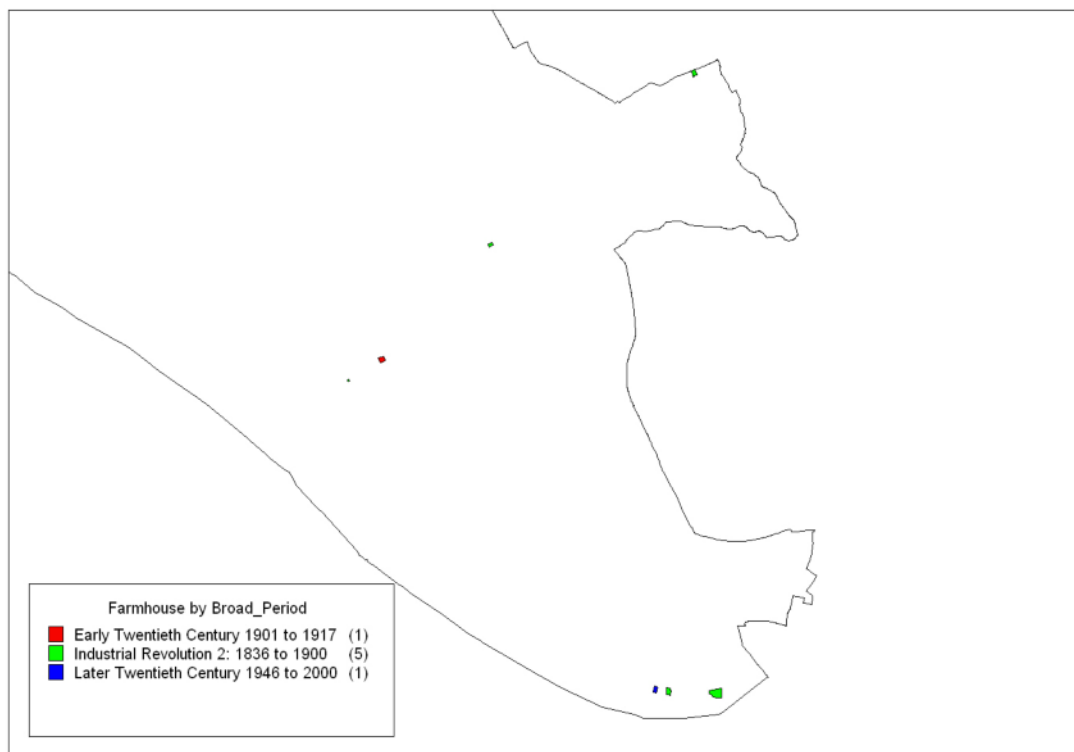 Farmhouse by Broad_Period
Early Twentieth Century 1901 to 1917 (1)
Industrial Revolution 2: 1836 to 1900 (5)
Later Twentieth Century 1946 to 2000 (1)